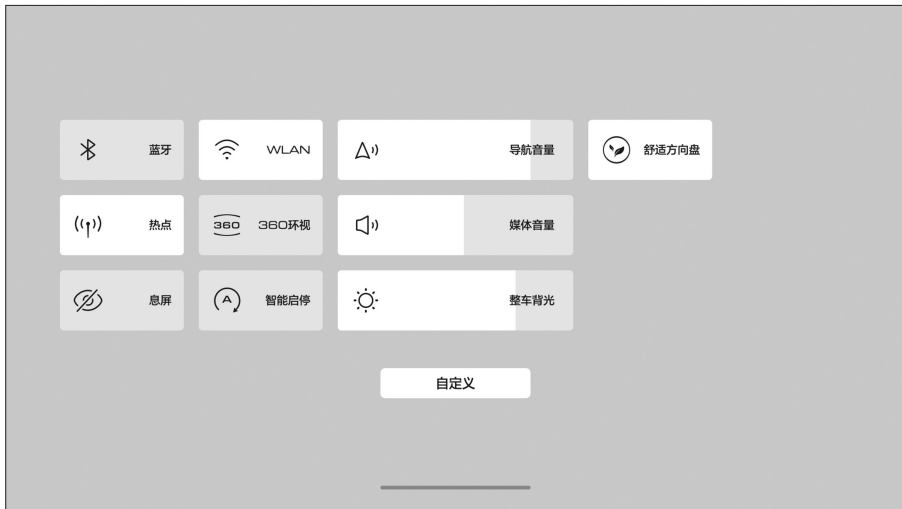 蓝牙
WLAN
导航音量
舒适方向盘
热点
360
360环视
媒体音量
息屏
A
智能启停
整车背光
自定义